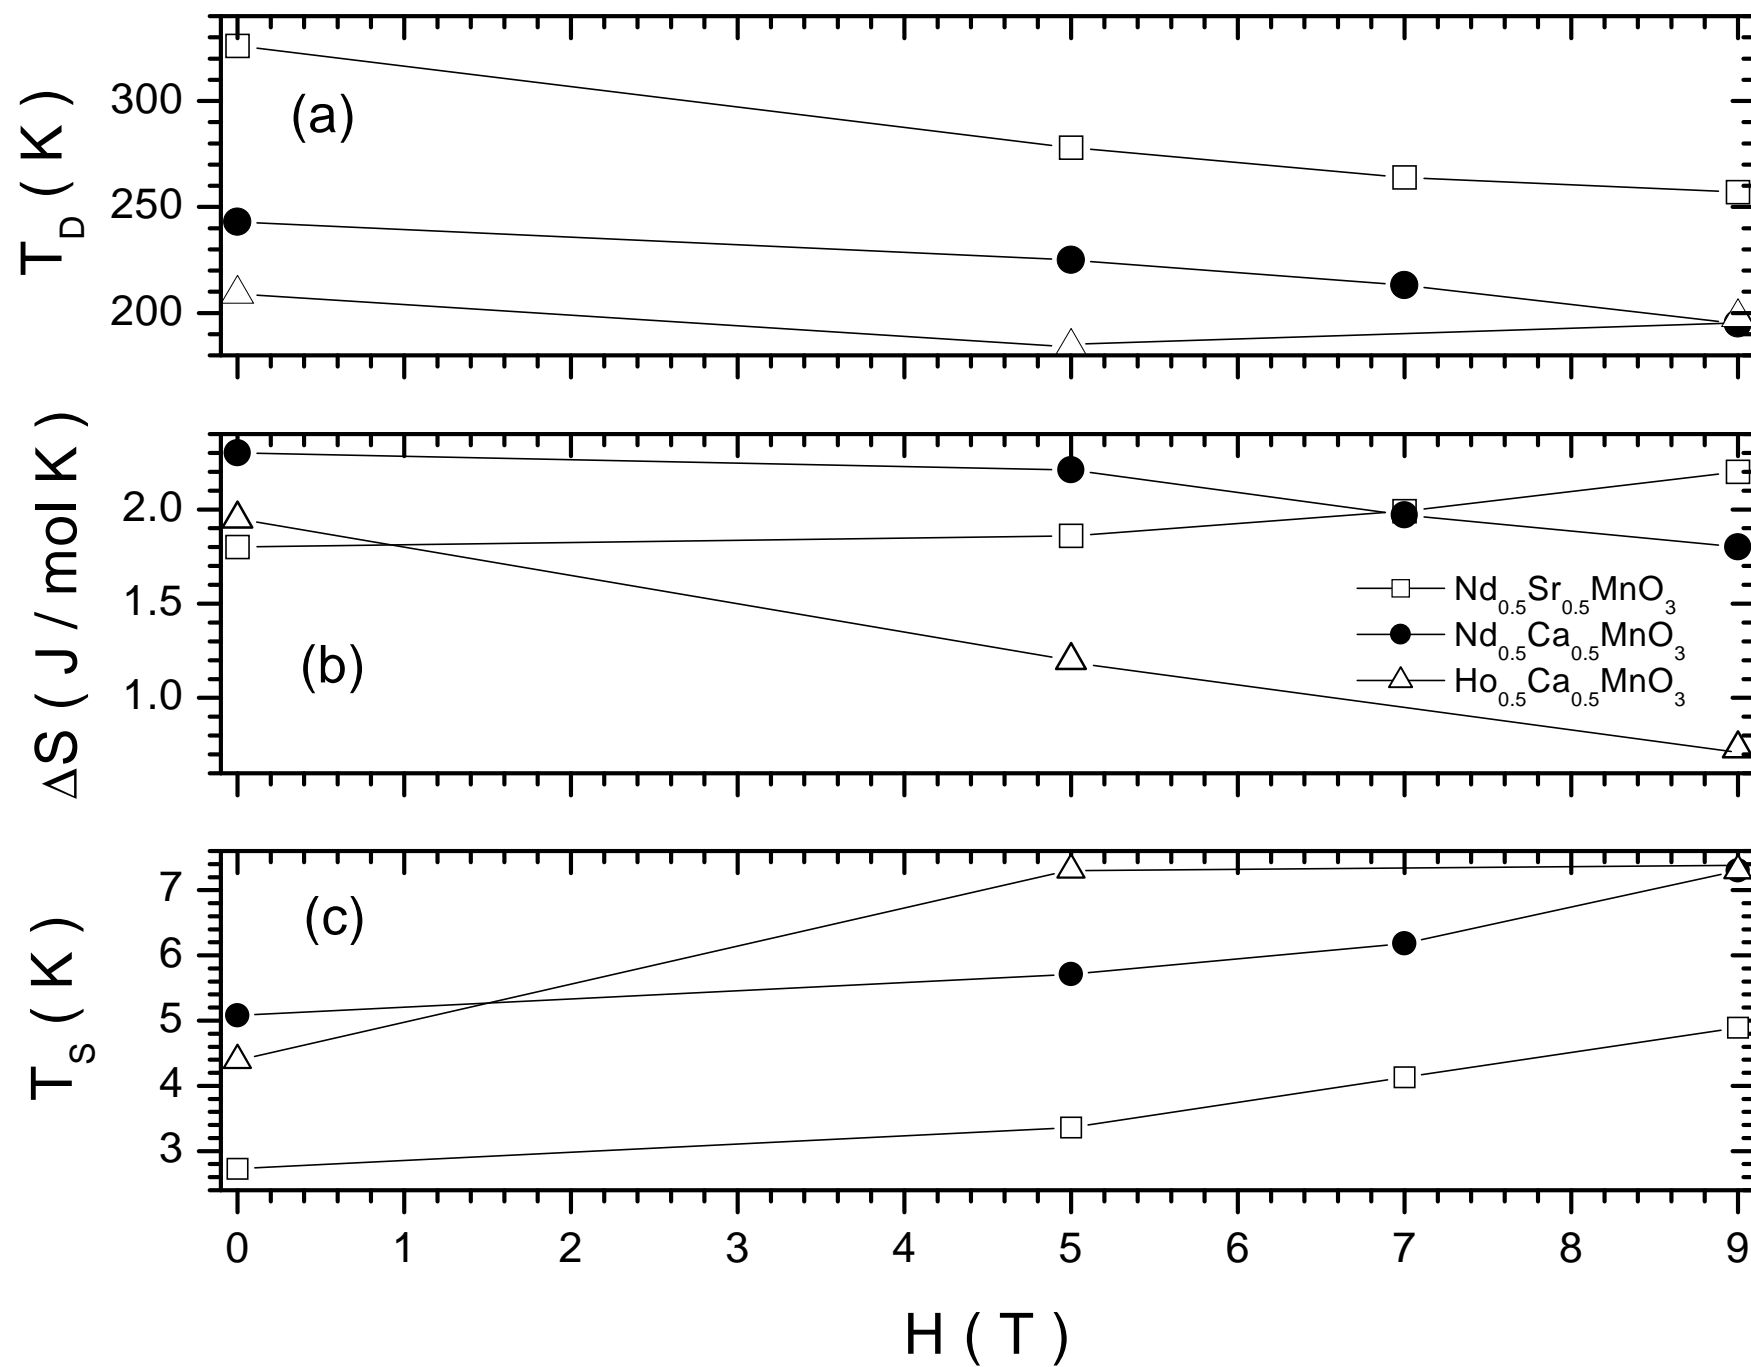 T_D ( K )
300
250
200
(a)
ΔS ( J / mol K )
2.0
1.5
1.0
(b)
Nd0.5Sr0.5MnO3
Nd0.5Ca0.5MnO3
Ho0.5Ca0.5MnO3
T_S ( K )
7
6
5
4
3
(c)
0 1 2 3 4 5 6 7 8 9
H ( T )